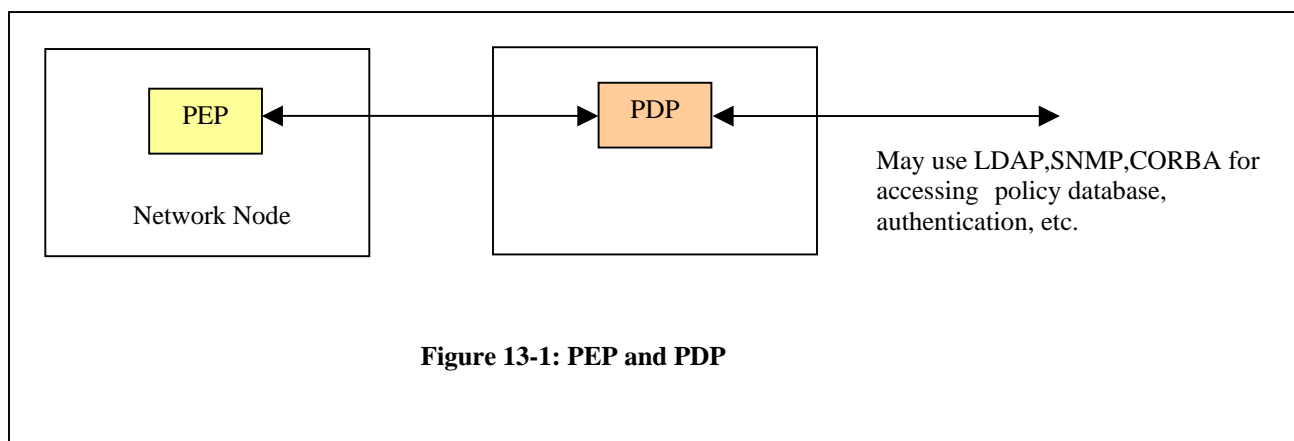 PEP
PDP
Network Node
May use LDAP,SNMP,CORBA for
accessing policy database,
authentication, etc.
Figure 13-1: PEP and PDP